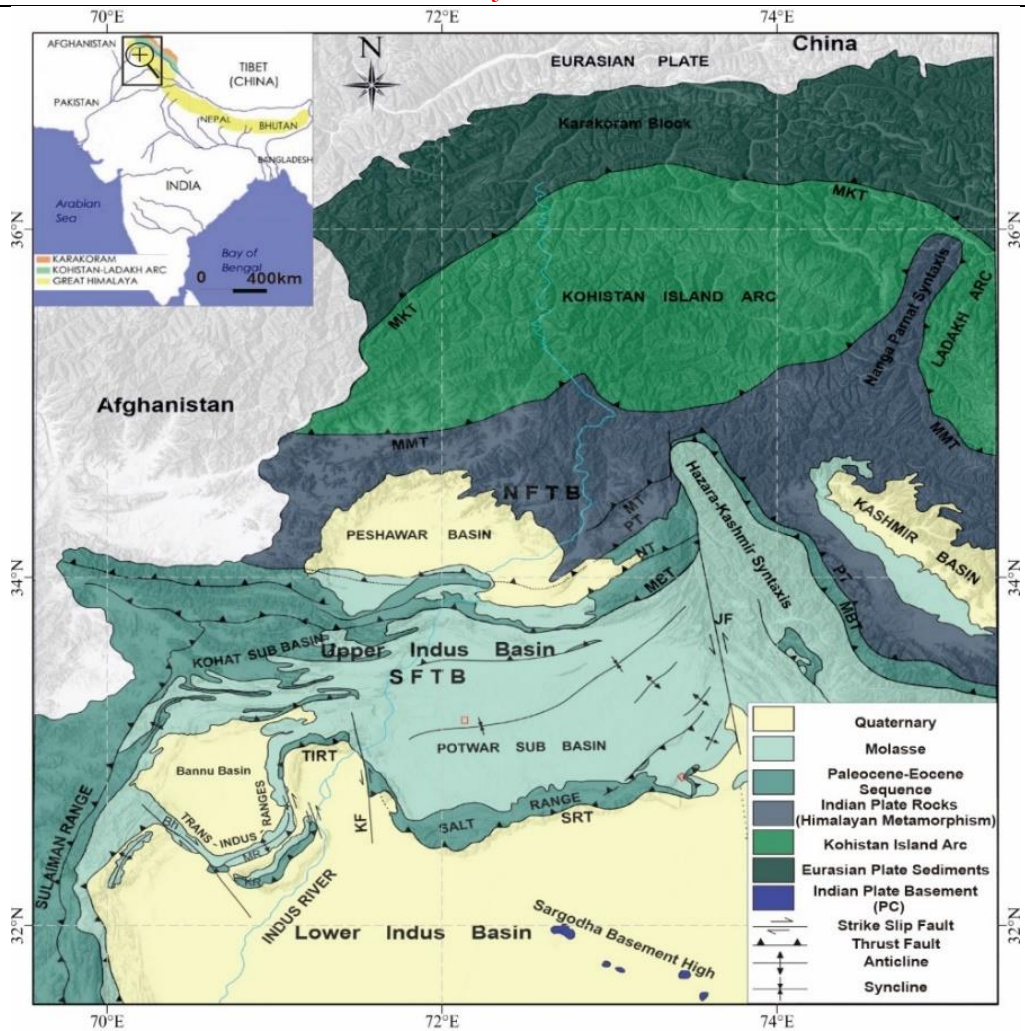 70°E
72°E
74°E
AFGHANISTAN
TIBET
(CHINA)
PAKISTAN
NEPAL
BHUTAN
BANGLADESH
INDIA
Arabian
Sea
Bay of
Bengal
KARAKORAM
KOHISTAN-LADAKH ARC
GREAT HIMALAYA
0 400km
N
China
EURASIAN PLATE
Karakoram Block
MKT
36°N
36°N
KOHISTAN ISLAND ARC
MKT
Nanga Parbat Syntaxis
LADAKH ARC
Afghanistan
MMT
MMT
NFTB
MT
PT
Hazara-Kashmir Syntaxis
KASHMIR BASIN
PESHAWAR BASIN
NT
34°N
34°N
MBT
PT
MBT
JF
KOHAT SUB BASIN
Upper Indus Basin
SFTB
POTWAR SUB BASIN
TIRT
Bannu Basin
TRANS-INDUS RANGES
KF
SALT RANGE
SRT
MR
KR
SULAIMAN RANGE
INDUS RIVER
Lower Indus Basin
Sargodha Basement High
32°N
32°N
Quaternary
Molasse
Paleocene-Eocene
Sequence
Indian Plate Rocks
(Himalayan Metamorphism)
Kohistan Island Arc
Eurasian Plate Sediments
Indian Plate Basement
(PC)
Strike Slip Fault
Thrust Fault
Anticline
Syncline
70°E
72°E
74°E